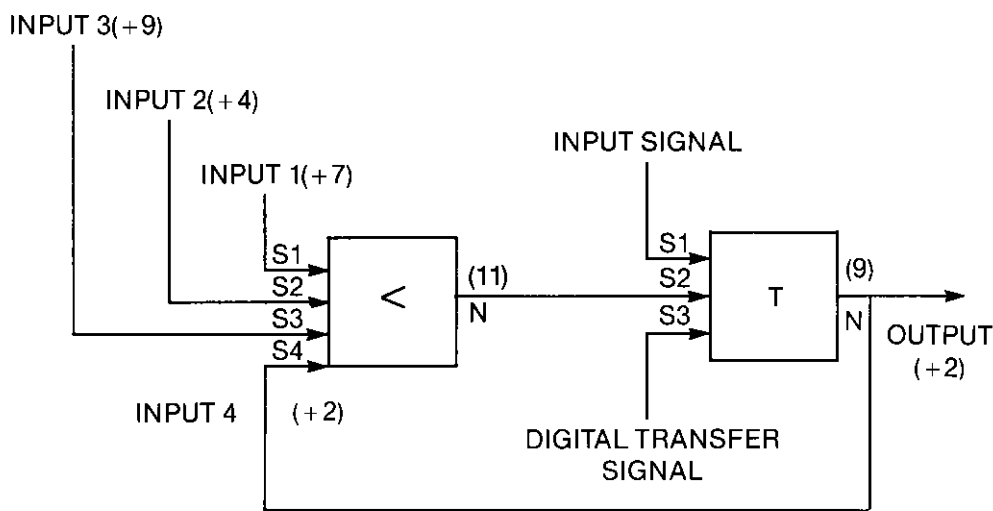 INPUT 3(+9)
INPUT 2(+4)
INPUT 1(+7)
INPUT SIGNAL
S1
S2
S3
S4
<
(11)
N
S1
S2
S3
T
(9)
N
OUTPUT
(+2)
INPUT 4 (+2)
DIGITAL TRANSFER
SIGNAL